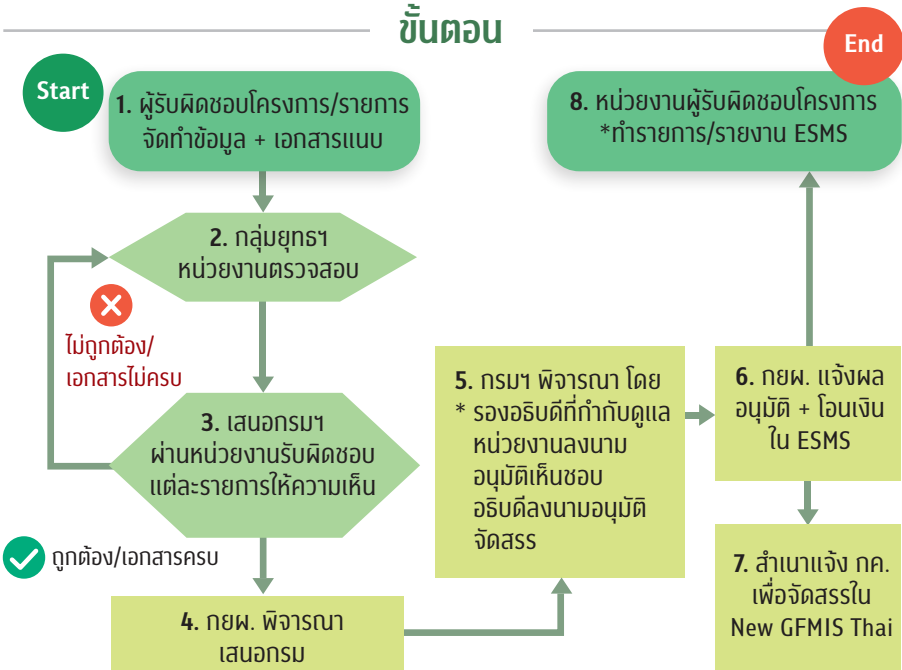 ขั้นตอน
Start
End
1. ผู้รับผิดชอบโครงการ/รายการ
จัดทำข้อมูล + เอกสารแนบ
8. หน่วยงานผู้รับผิดชอบโครงการ
*ทำรายการ/รายงาน ESMS
2. กลุ่มยุทธฯ
หน่วยงานตรวจสอบ
ไม่ถูกต้อง/
เอกสารไม่ครบ
3. เสนอกรมฯ
ผ่านหน่วยงานรับผิดชอบ
แต่ละรายการให้ความเห็น
ถูกต้อง/เอกสารครบ
4. กยผ. พิจารณา
เสนอกรม
5. กรมฯ พิจารณา โดย
* รองอธิบดีที่กำกับดูแล
หน่วยงานลงนาม
อนุมัติเห็นชอบ
อธิบดีลงนามอนุมัติ
จัดสรร
6. กยผ. แจ้งผล
อนุมัติ + โอนเงิน
ใน ESMS
7. สำเนาแจ้ง กค.
เพื่อจัดสรรใน
New GFMIS Thai